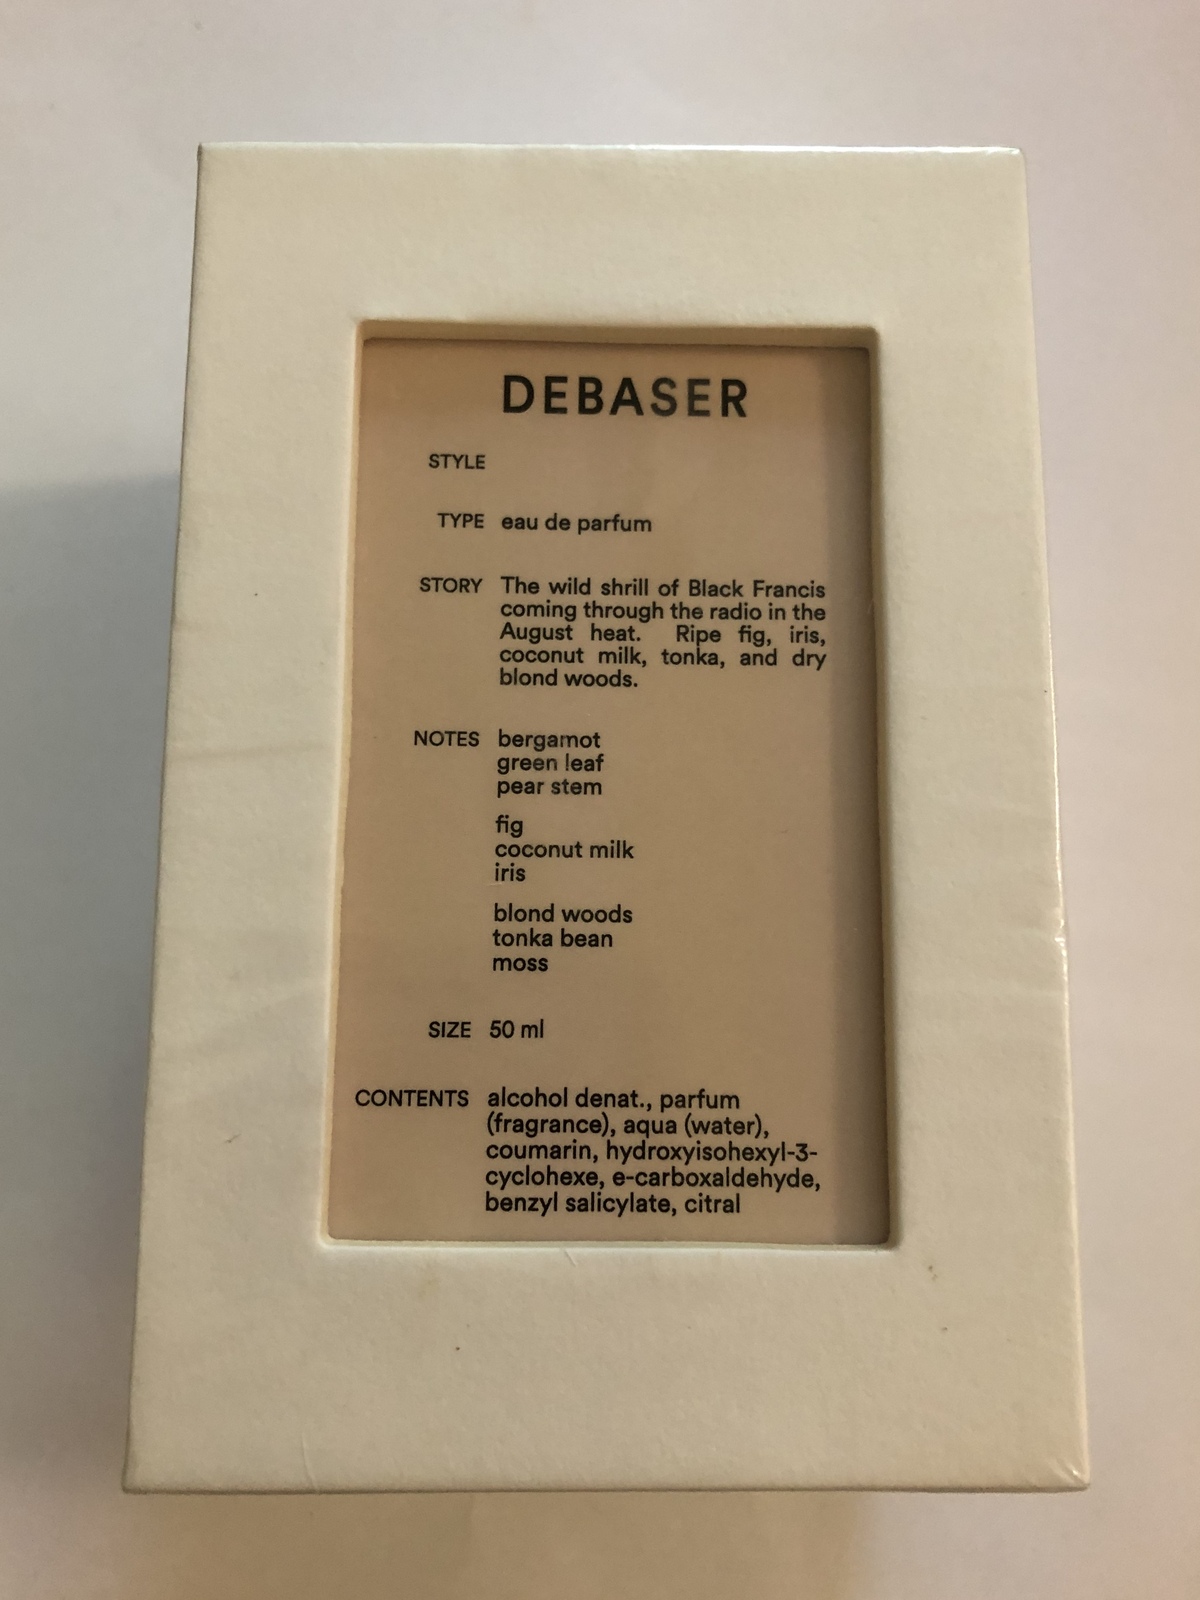 DEBASER
STYLE
TYPE eau de parfum
STORY The wild shrill of Black Francis
coming through the radio in the
August heat. Ripe fig, iris,
coconut milk, tonka, and dry
blond woods.
NOTES bergamot
green leaf
pear stem
fig
coconut milk
iris
blond woods
tonka bean
moss
SIZE 50 ml
CONTENTS alcohol denat., parfum
(fragrance), aqua (water),
coumarin, hydroxyisohexyl-3-
cyclohexe, e-carboxaldehyde,
benzyl salicylate, citral